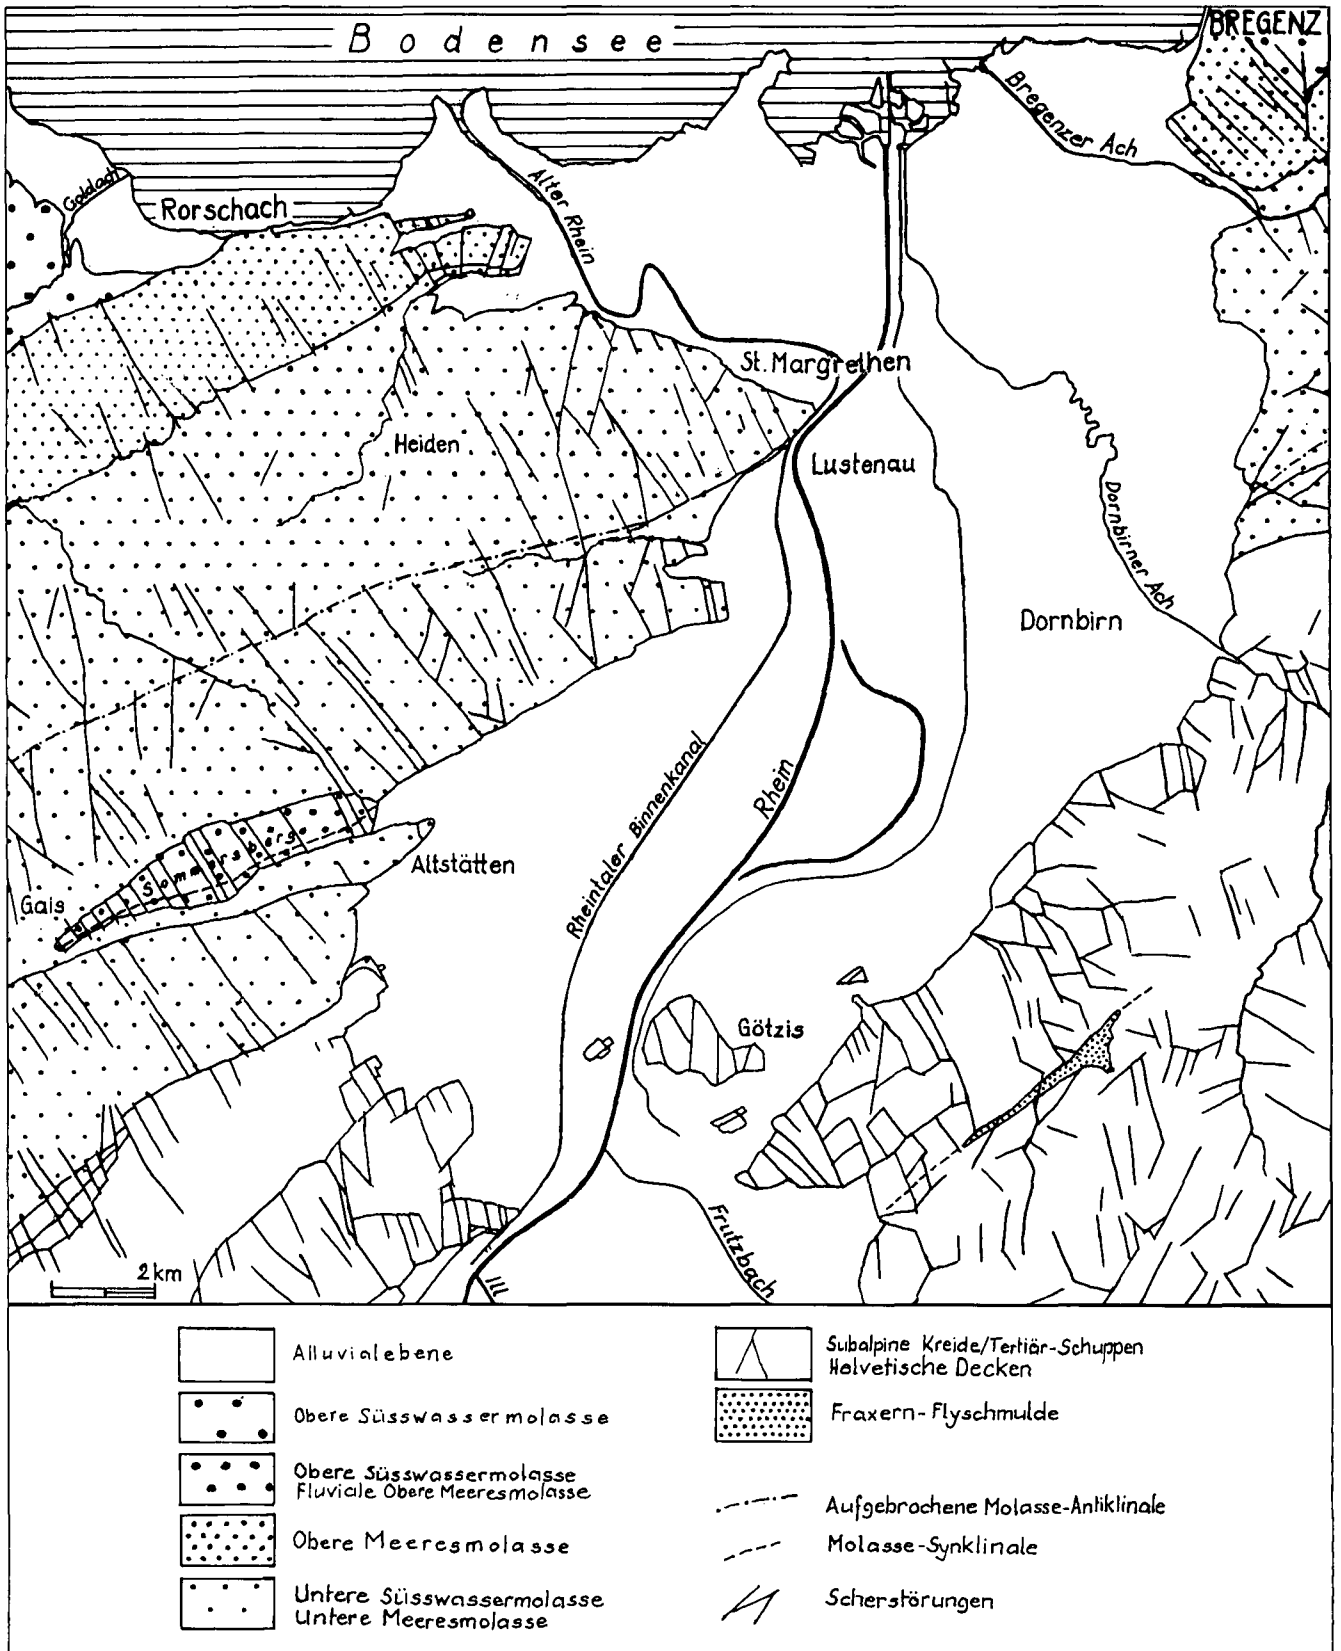 Bodensee
BREGENZ
Bregenzer Ach
Goldach
Rorschach
Alter Rhein
St. Margrethen
Heiden
Lustenau
Dornbirner Ach
Dornbirn
Rheintaler Binnenkanal
Rhein
Sommersberg
Altstätten
Gais
Götzis
Frutzbach
2 km
Ill
Alluvialebene
Obere Süsswassermolasse
Obere Süsswassermolasse
Fluviale Obere Meeresmolasse
Obere Meeresmolasse
Untere Süsswassermolasse
Untere Meeresmolasse
Subalpine Kreide/Tertiär-Schuppen
Helvetische Decken
Fraxern-Flyschmulde
Aufgebrochene Molasse-Antiklinale
Molasse-Synklinale
Scherstörungen